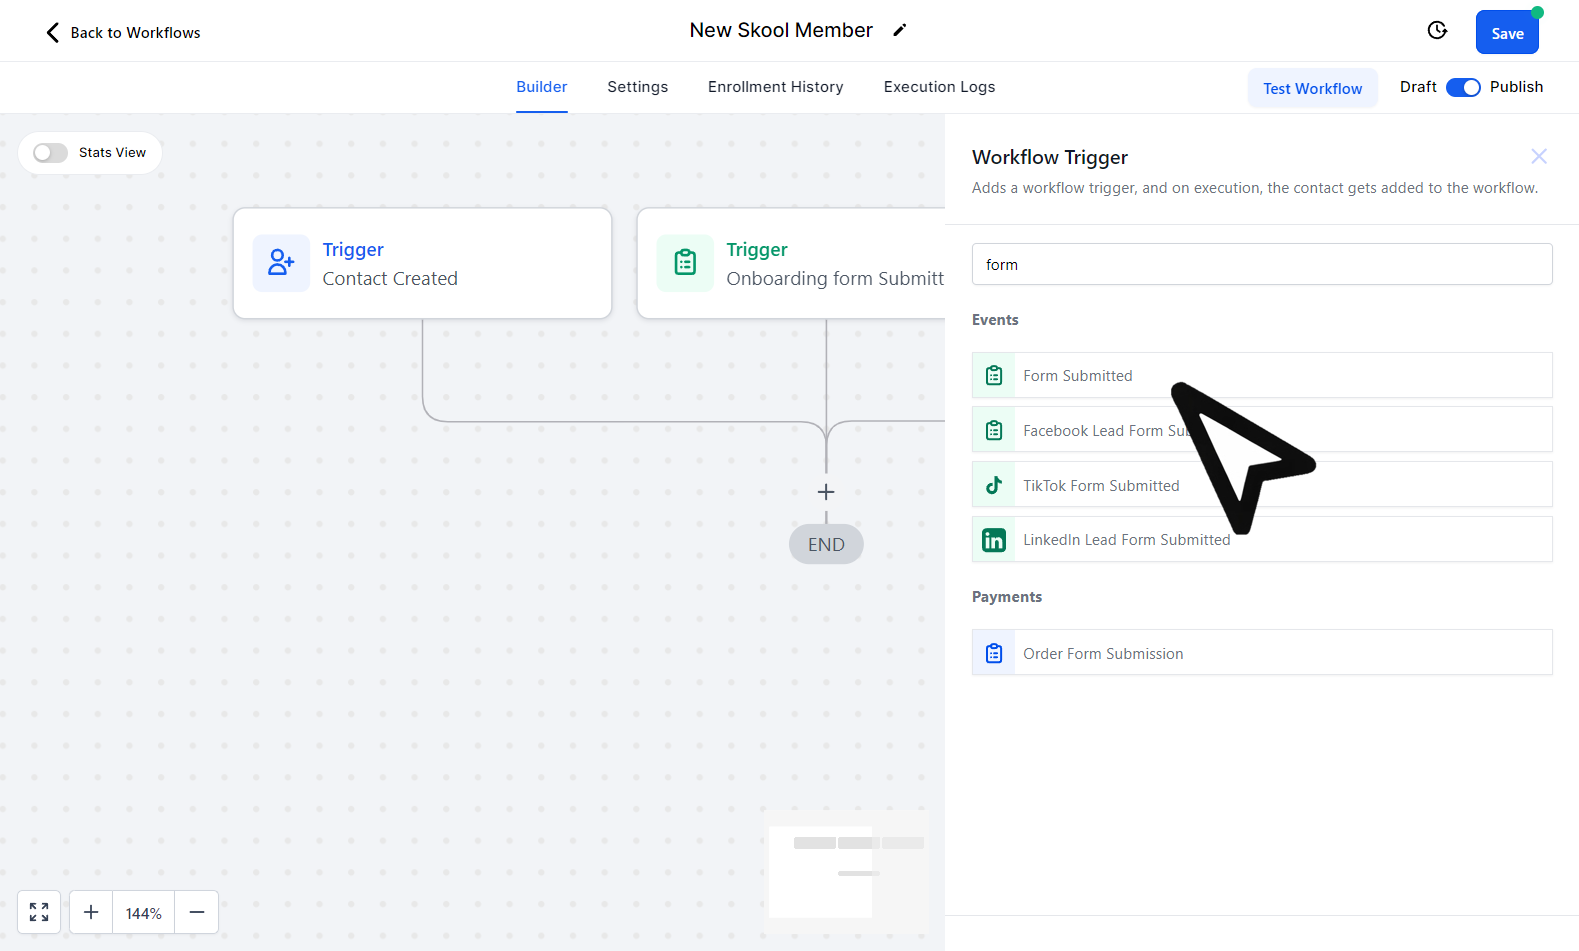 Back to Workflows
New Skool Member
Save
Builder
Settings
Enrollment History
Execution Logs
Test Workflow
Draft
Publish
Stats View
Trigger
Contact Created
Trigger
Onboarding form Submitt
END
144%
Workflow Trigger
Adds a workflow trigger, and on execution, the contact gets added to the workflow.
form
Events
Form Submitted
Facebook Lead Form Su
TikTok Form Submitted
LinkedIn Lead Form Submitted
Payments
Order Form Submission